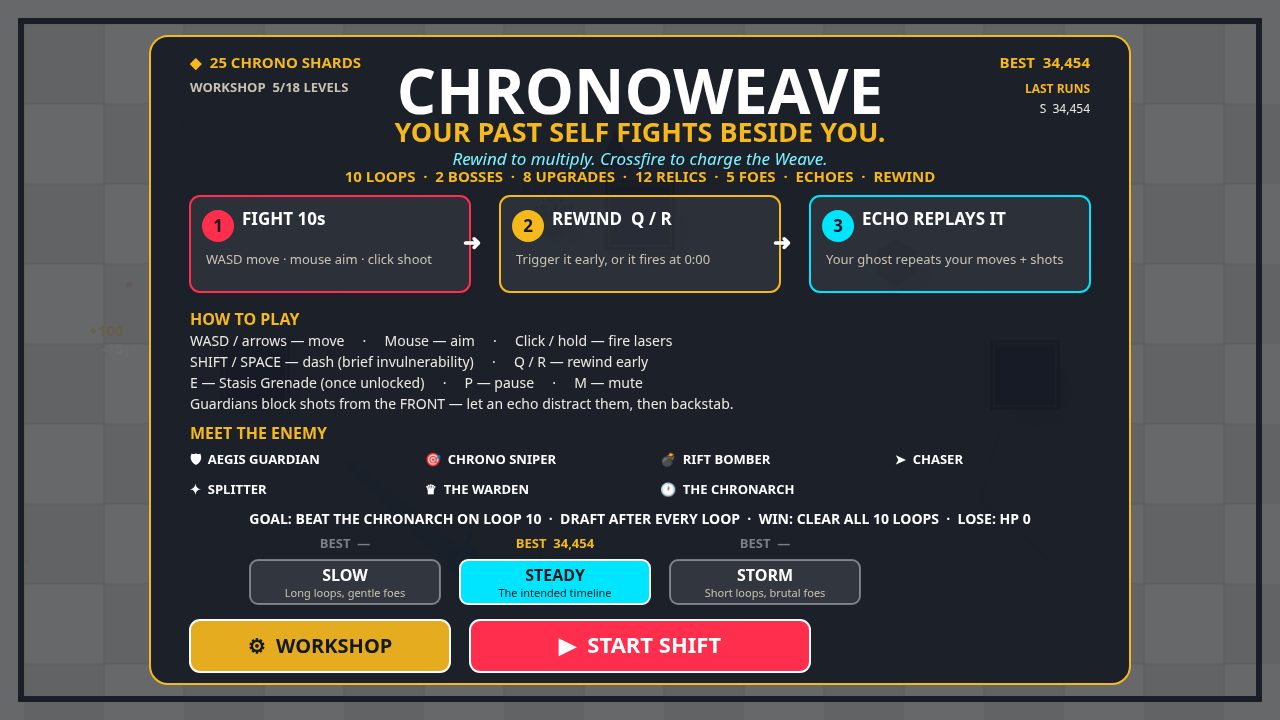 ◆ 25 CHRONO SHARDS
BEST 34,454
WORKSHOP 5/18 LEVELS
CHRONOWEAVE
LAST RUNS
S 34,454
YOUR PAST SELF FIGHTS BESIDE YOU.
Rewind to multiply. Crossfire to charge the Weave.
10 LOOPS · 2 BOSSES · 8 UPGRADES · 12 RELICS · 5 FOES · ECHOES · REWIND
1 FIGHT 10s
WASD move · mouse aim · click shoot
➜
2 REWIND Q / R
Trigger it early, or it fires at 0:00
➜
3 ECHO REPLAYS IT
Your ghost repeats your moves + shots
+100
HOW TO PLAY
WASD / arrows — move · Mouse — aim · Click / hold — fire lasers
SHIFT / SPACE — dash (brief invulnerability) · Q / R — rewind early
E — Stasis Grenade (once unlocked) · P — pause · M — mute
Guardians block shots from the FRONT — let an echo distract them, then backstab.
MEET THE ENEMY
🛡 AEGIS GUARDIAN 🎯 CHRONO SNIPER 💣 RIFT BOMBER ➤ CHASER
✦ SPLITTER ♛ THE WARDEN 🕐 THE CHRONARCH
GOAL: BEAT THE CHRONARCH ON LOOP 10 · DRAFT AFTER EVERY LOOP · WIN: CLEAR ALL 10 LOOPS · LOSE: HP 0
BEST — BEST 34,454 BEST —
SLOW
Long loops, gentle foes
STEADY
The intended timeline
STORM
Short loops, brutal foes
⚙ WORKSHOP
▶ START SHIFT